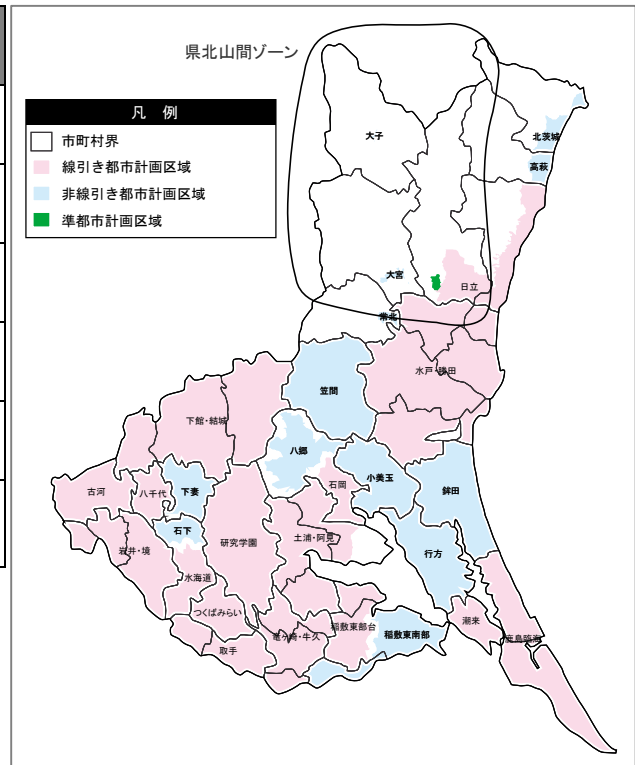 県北山間ゾーン
凡 例
市町村界
線引き都市計画区域
非線引き都市計画区域
準都市計画区域
大子
北茨城
高萩
大宮
日立
常北
水戸・勝田
笠間
下館・結城
八郷
石岡
小美玉
鉾田
古河
八千代
下妻
石下
研究学園
土浦・阿見
行方
岩井・境
水海道
つくばみらい
稲敷東部台
竜ヶ崎・牛久
稲敷東南部
潮来
鹿島臨海
取手